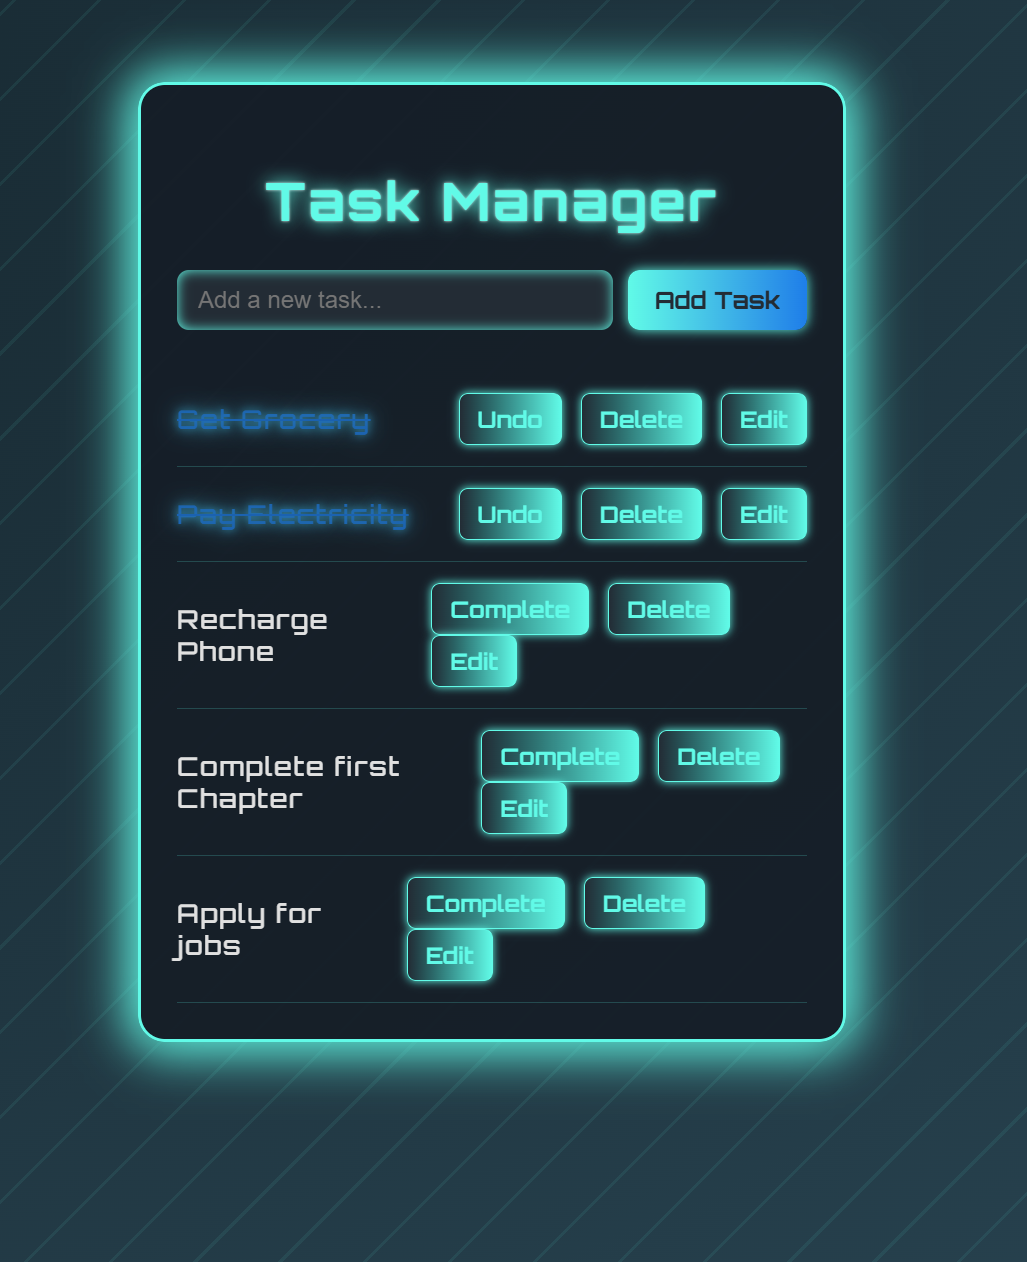 Task Manager
Add a new task...
Add Task
Get Grocery
Undo
Delete
Edit
Pay Electricity
Undo
Delete
Edit
Recharge
Phone
Complete
Delete
Edit
Complete first
Chapter
Complete
Delete
Edit
Apply for
jobs
Complete
Delete
Edit